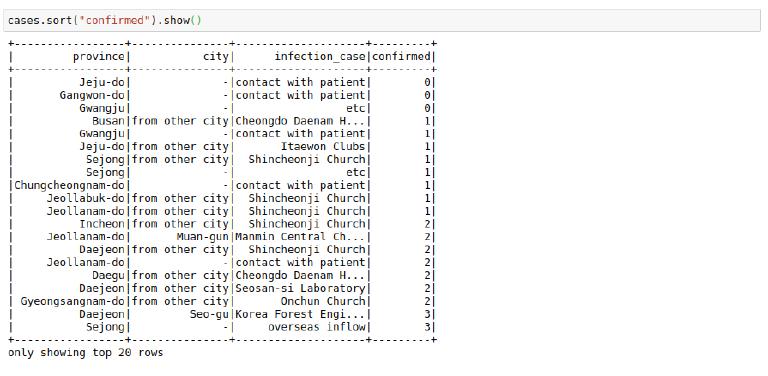 cases.sort("confirmed").show()
+-----------------+---------------+--------------------+---------+
|         province|           city|      infection_case|confirmed|
+-----------------+---------------+--------------------+---------+
|          Jeju-do|              -|contact with patient|        0|
|       Gangwon-do|              -|contact with patient|        0|
|          Gwangju|              -|                 etc|        0|
|            Busan|from other city|Cheongdo Daenam H...|        1|
|          Gwangju|              -|contact with patient|        1|
|          Jeju-do|from other city|       Itaewon Clubs|        1|
|           Sejong|from other city|  Shincheonji Church|        1|
|           Sejong|              -|                 etc|        1|
|Chungcheongnam-do|              -|contact with patient|        1|
|     Jeollabuk-do|from other city|  Shincheonji Church|        1|
|     Jeollanam-do|from other city|  Shincheonji Church|        1|
|          Incheon|from other city|  Shincheonji Church|        2|
|     Jeollanam-do|       Muan-gun|Manmin Central Ch...|        2|
|          Daejeon|from other city|  Shincheonji Church|        2|
|     Jeollanam-do|              -|contact with patient|        2|
|            Daegu|from other city|Cheongdo Daenam H...|        2|
|          Daejeon|from other city|Seosan-si Laboratory|        2|
| Gyeongsangnam-do|from other city|       Onchun Church|        2|
|          Daejeon|         Seo-gu|Korea Forest Engi...|        3|
|           Sejong|              -|     overseas inflow|        3|
+-----------------+---------------+--------------------+---------+
only showing top 20 rows